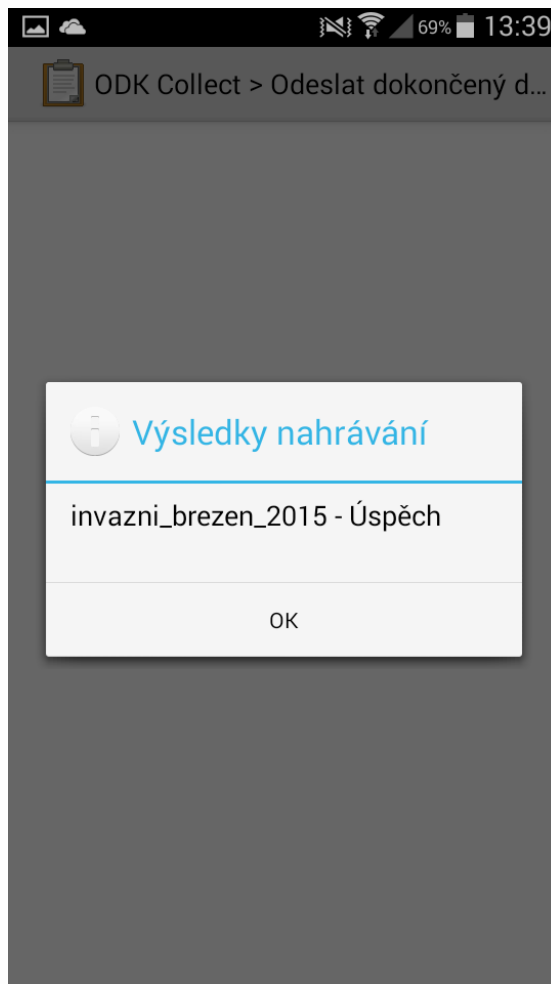 69% 13:39
ODK Collect > Odeslat dokončený d...
Výsledky nahrávání
invazni_brezen_2015 - Úspěch
OK